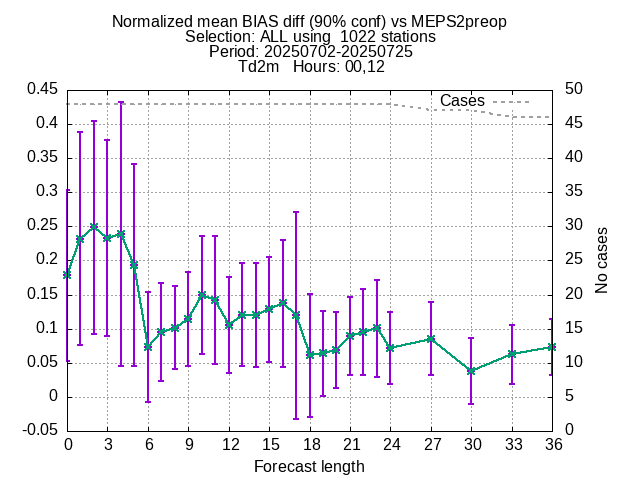 Normalized mean BIAS diff (90% conf) vs MEPS2preop
Selection: ALL using  1022 stations
Period: 20250702-20250725
Td2m   Hours: 00,12
0.45
0.4
0.35
0.3
0.25
0.2
0.15
0.1
0.05
0
-0.05
Cases
50
45
40
35
30
25
20
15
10
5
0
No cases
0 3 6 9 12 15 18 21 24 27 30 33 36
Forecast length